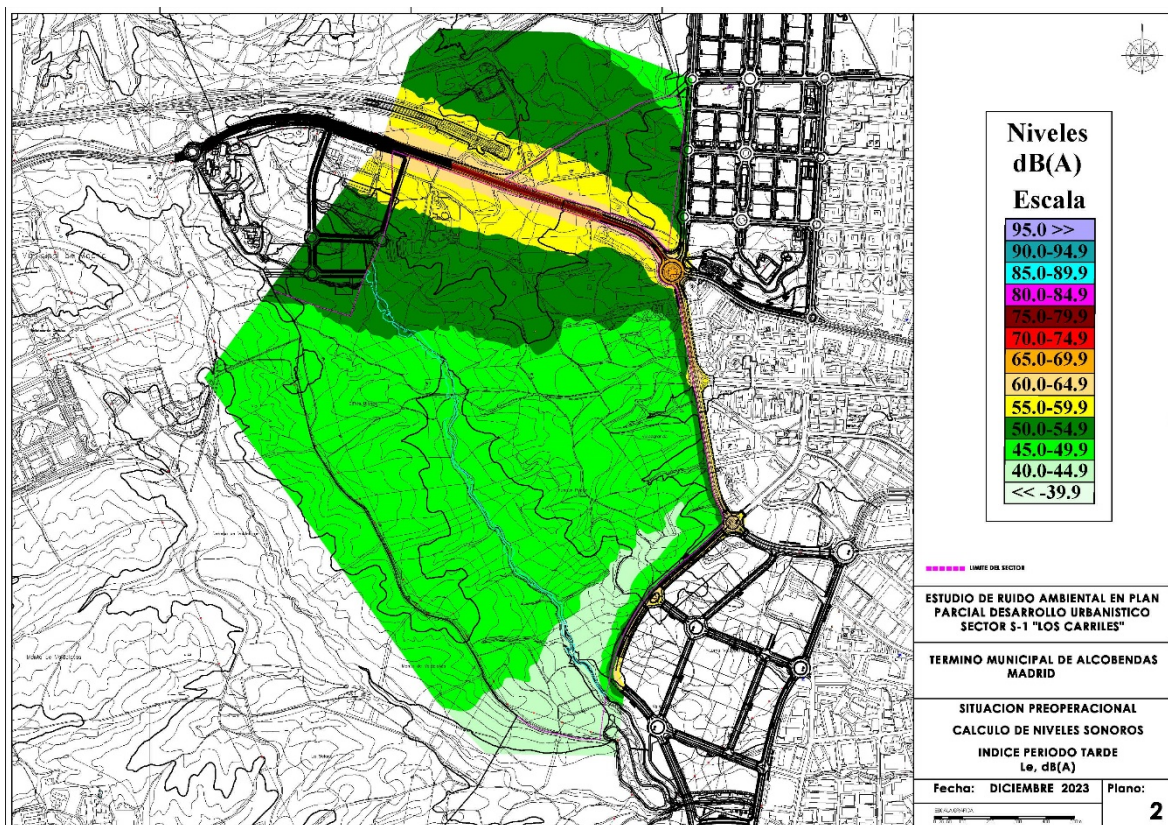 Niveles
dB(A)
Escala
95.0 >>
90.0-94.9
85.0-89.9
80.0-84.9
75.0-79.9
70.0-74.9
65.0-69.9
60.0-64.9
55.0-59.9
50.0-54.9
45.0-49.9
40.0-44.9
<< -39.9
LIMITE DEL SECTOR
ESTUDIO DE RUIDO AMBIENTAL EN PLAN
PARCIAL DESARROLLO URBANISTICO
SECTOR S-1 "LOS CARRILES"
TERMINO MUNICIPAL DE ALCOBENDAS
MADRID
SITUACION PREOPERACIONAL
CALCULO DE NIVELES SONOROS
INDICE PERIODO TARDE
Le, dB(A)
Fecha: DICIEMBRE 2023
Plano:
2
ESCALA GRAFICA